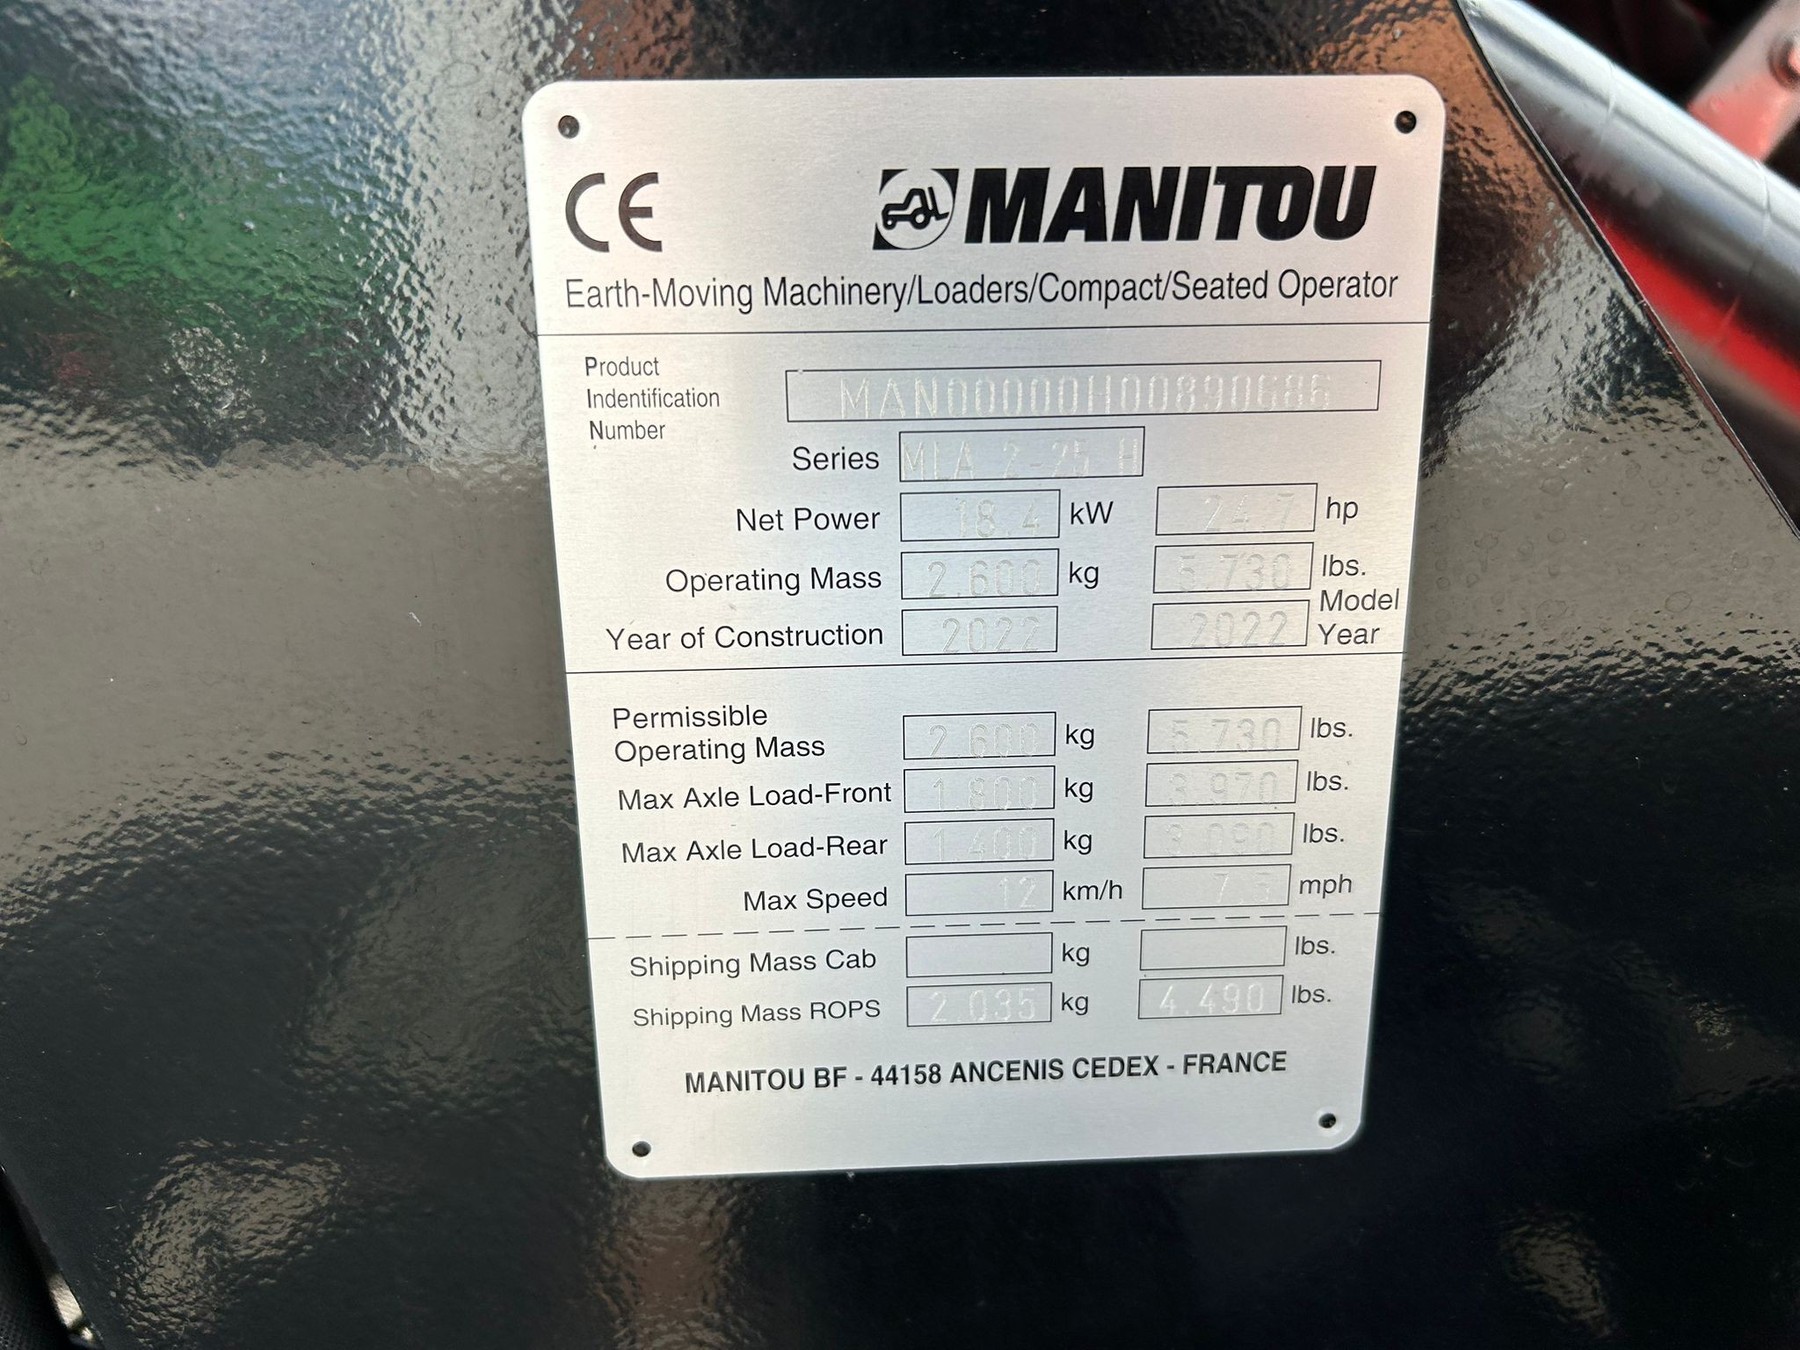 CE
MANITOU
Earth-Moving Machinery/Loaders/Compact/Seated Operator
Product
Indentification
Number
MAN00000H00890686
Series MLA 2-25 H
Net Power 18.4 kW 24.7 hp
Operating Mass 2.600 kg 5.730 lbs.
Year of Construction 2022 2022 Model Year
Permissible
Operating Mass 2.600 kg 5.730 lbs.
Max Axle Load-Front 1.800 kg 3.970 lbs.
Max Axle Load-Rear 1.400 kg 3.090 lbs.
Max Speed 12 km/h 7.5 mph
Shipping Mass Cab kg lbs.
Shipping Mass ROPS 2.035 kg 4.490 lbs.
MANITOU BF - 44158 ANCENIS CEDEX - FRANCE